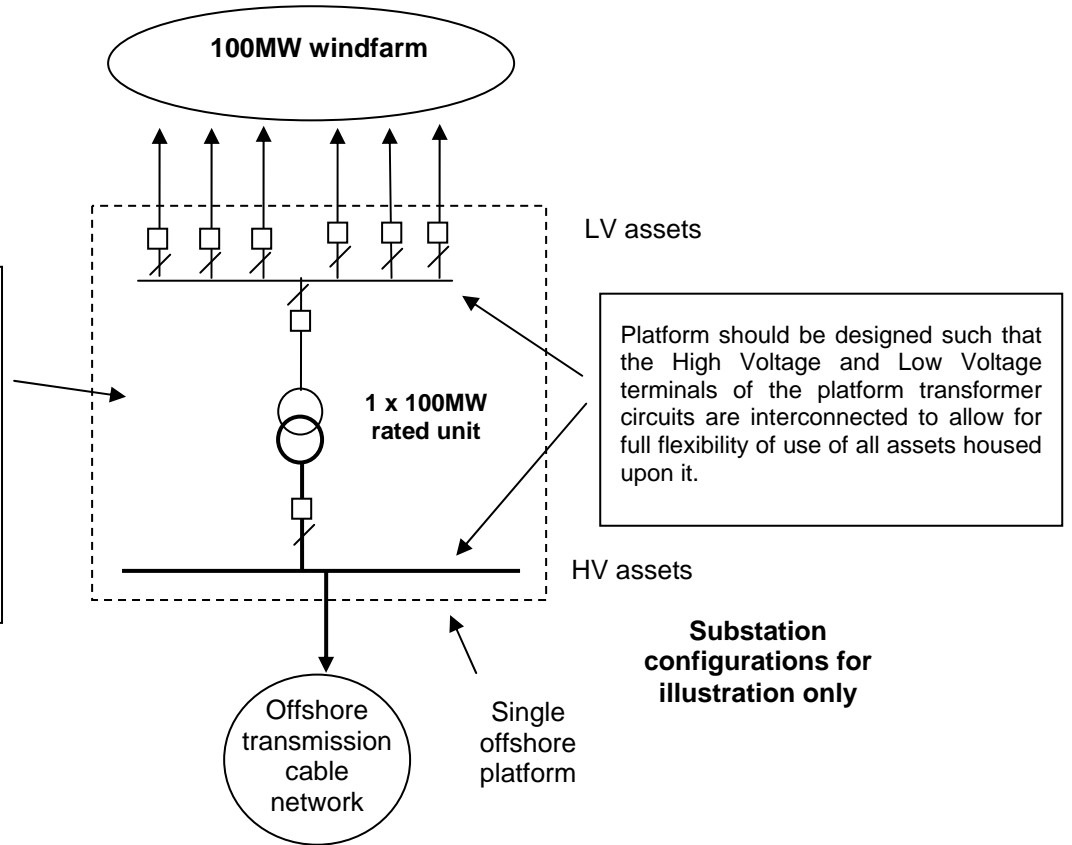 100MW windfarm
LV assets
Platform should be designed such that
the High Voltage and Low Voltage
terminals of the platform transformer
circuits are interconnected to allow for
full flexibility of use of all assets housed
upon it.
1 x 100MW
rated unit
HV assets
Substation
configurations for
illustration only
Offshore
transmission
cable
network
Single
offshore
platform